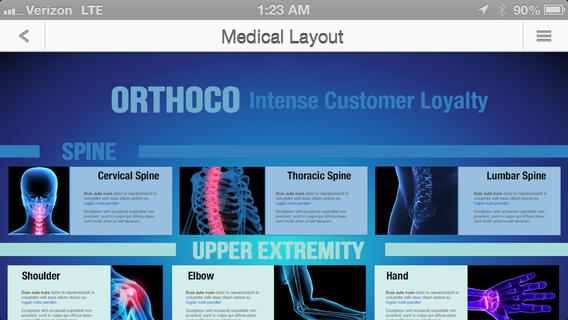 Verizon LTE 1:23 AM 90%
Medical Layout
ORTHOCO Intense Customer Loyalty
SPINE
Cervical Spine
Duis aute irure dolor in reprehenderit in
voluptate velit esse cillum dolore eu
fugiat nulla pariatur.
Excepteur sint occaecat cupidatat non
proident, sunt in culpa qui officia dese
runt mollit anim id est laborum.
Thoracic Spine
Duis aute irure dolor in reprehenderit in
voluptate velit esse cillum dolore eu
fugiat nulla pariatur.
Excepteur sint occaecat cupidatat non
proident, sunt in culpa qui officia dese
runt mollit anim id est laborum.
Lumbar Spine
Duis aute irure dolor in reprehenderit in
voluptate velit esse cillum dolore eu
fugiat nulla pariatur.
Excepteur sint occaecat cupidatat non
proident, sunt in culpa qui officia dese
runt mollit anim id est laborum.
UPPER EXTREMITY
Shoulder
Duis aute irure dolor in reprehenderit in
voluptate velit esse cillum dolore eu
fugiat nulla pariatur.
Excepteur sint occaecat cupidatat non
proident, sunt in culpa qui officia dese
Elbow
Duis aute irure dolor in reprehenderit in
voluptate velit esse cillum dolore eu
fugiat nulla pariatur.
Excepteur sint occaecat cupidatat non
proident, sunt in culpa qui officia dese
Hand
Duis aute irure dolor in reprehenderit in
voluptate velit esse cillum dolore eu
fugiat nulla pariatur.
Excepteur sint occaecat cupidatat non
proident, sunt in culpa qui officia dese